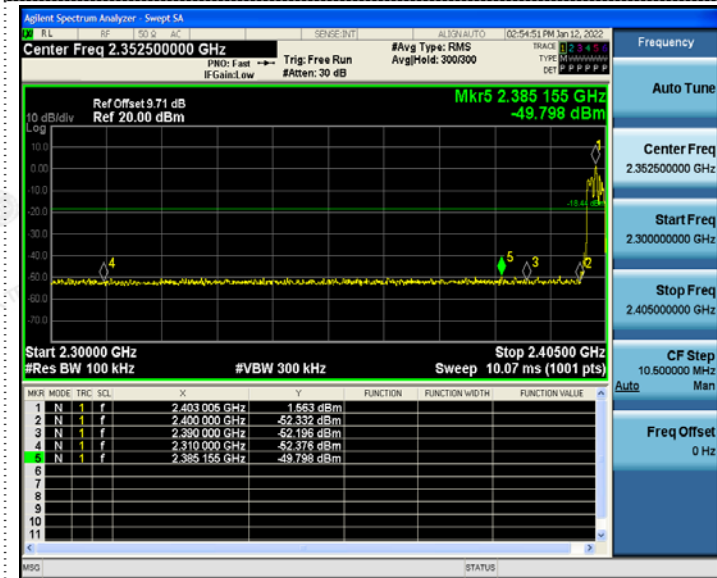 Agilent Spectrum Analyzer - Swept SA
RL RF 50 Ω AC SENSE:INT ALIGN AUTO 02:54:51 PM Jan 12, 2022
Center Freq 2.352500000 GHz #Avg Type: RMS TRACE 1 2 3 4 5 6
PNO: Fast Trig: Free Run Avg|Hold: 300/300 TYPE M
IFGain:Low #Atten: 30 dB DET P P P P P P
Mkr5 2.385 155 GHz
Ref Offset 9.71 dB
10 dB/div Ref 20.00 dBm -49.798 dBm
Log
10.0
0.00
-10.0
-20.0
-30.0
-40.0
-50.0
-60.0
-70.0
1
4
5
3
2
Start 2.30000 GHz Stop 2.40500 GHz
#Res BW 100 kHz #VBW 300 kHz Sweep 10.07 ms (1001 pts)
MKR MODE TRC SCL X Y FUNCTION FUNCTION WIDTH FUNCTION VALUE
1 N 1 f 2.403 005 GHz 1.563 dBm
2 N 1 f 2.400 000 GHz -52.332 dBm
3 N 1 f 2.390 000 GHz -52.196 dBm
4 N 1 f 2.310 000 GHz -52.376 dBm
5 N 1 f 2.385 155 GHz -49.798 dBm
6
7
8
9
10
11
MSG STATUS
Frequency
Auto Tune
Center Freq
2.352500000 GHz
Start Freq
2.300000000 GHz
Stop Freq
2.405000000 GHz
CF Step
10.500000 MHz
Auto Man
Freq Offset
0 Hz